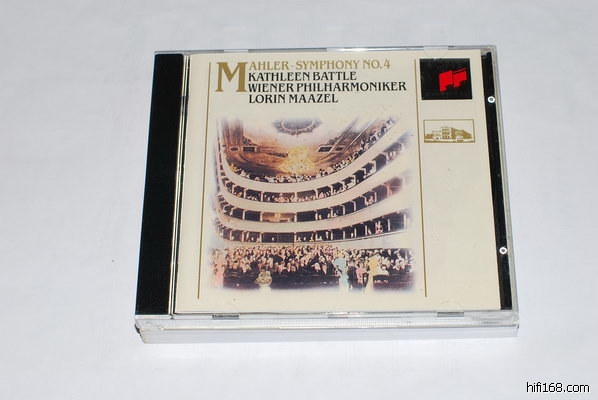 MAHLER · SYMPHONY NO. 4
KATHLEEN BATTLE
WIENER PHILHARMONIKER
LORIN MAAZEL
hifi168.com